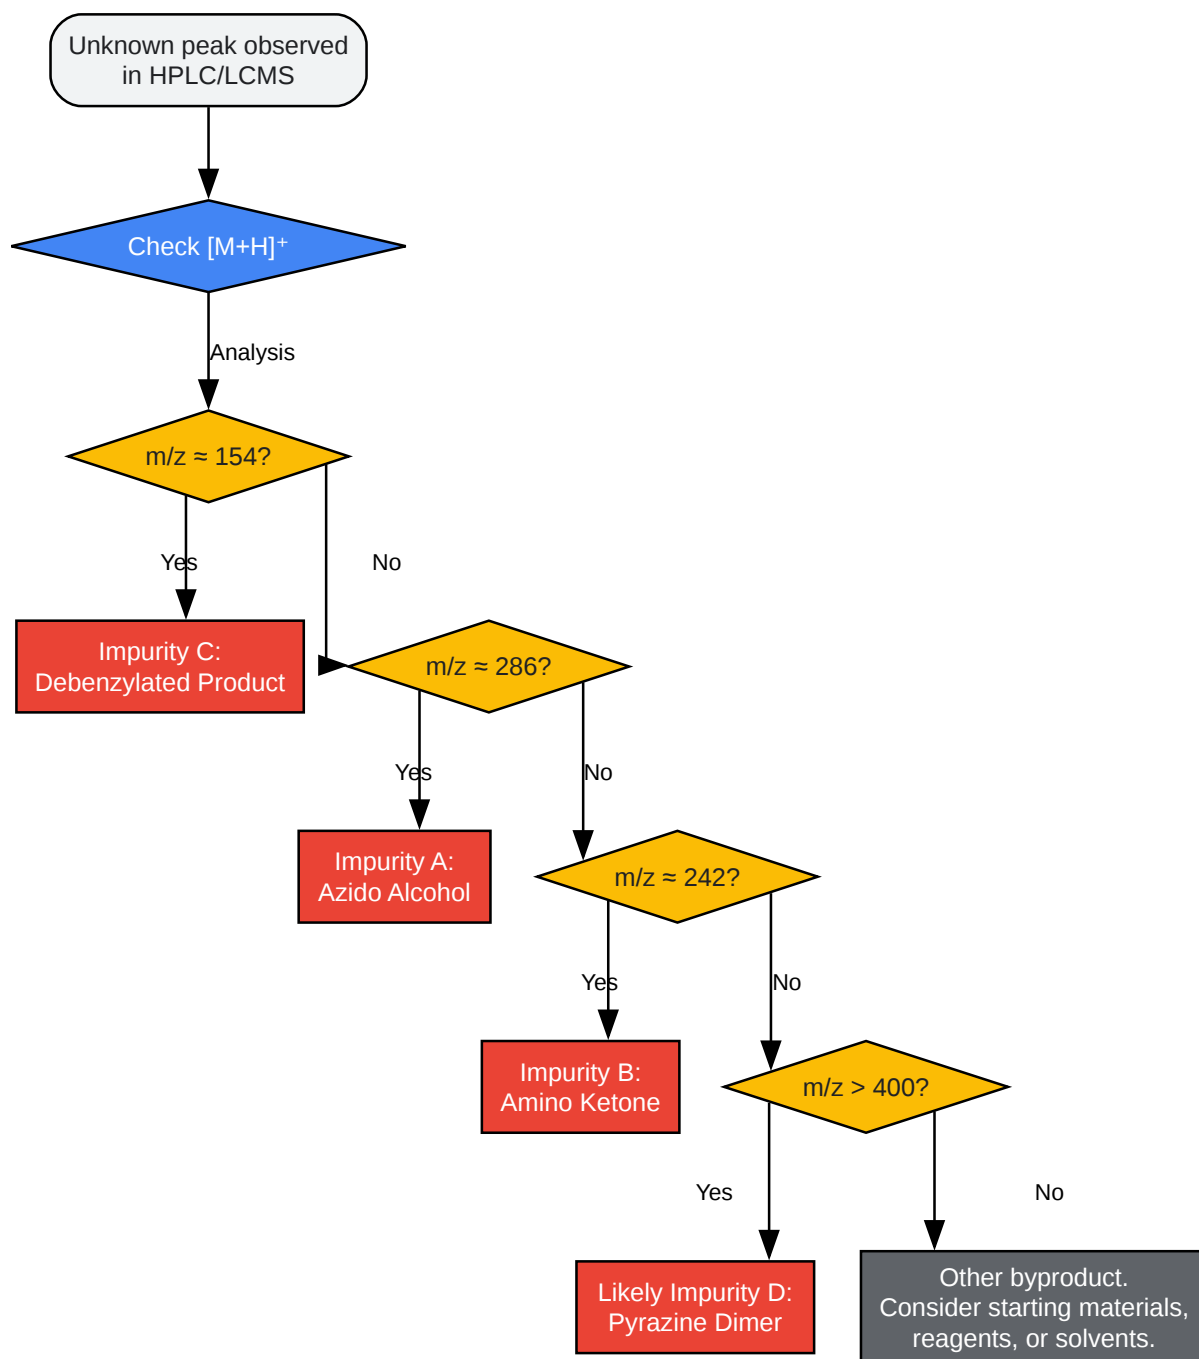 Unknown peak observed
in HPLC/LCMS
Check [M+H]⁺
Analysis
m/z ≈ 154?
Yes
No
Impurity C:
Debenzylated Product
m/z ≈ 286?
Yes
No
Impurity A:
Azido Alcohol
m/z ≈ 242?
Yes
No
Impurity B:
Amino Ketone
m/z > 400?
Yes
No
Likely Impurity D:
Pyrazine Dimer
Other byproduct.
Consider starting materials,
reagents, or solvents.